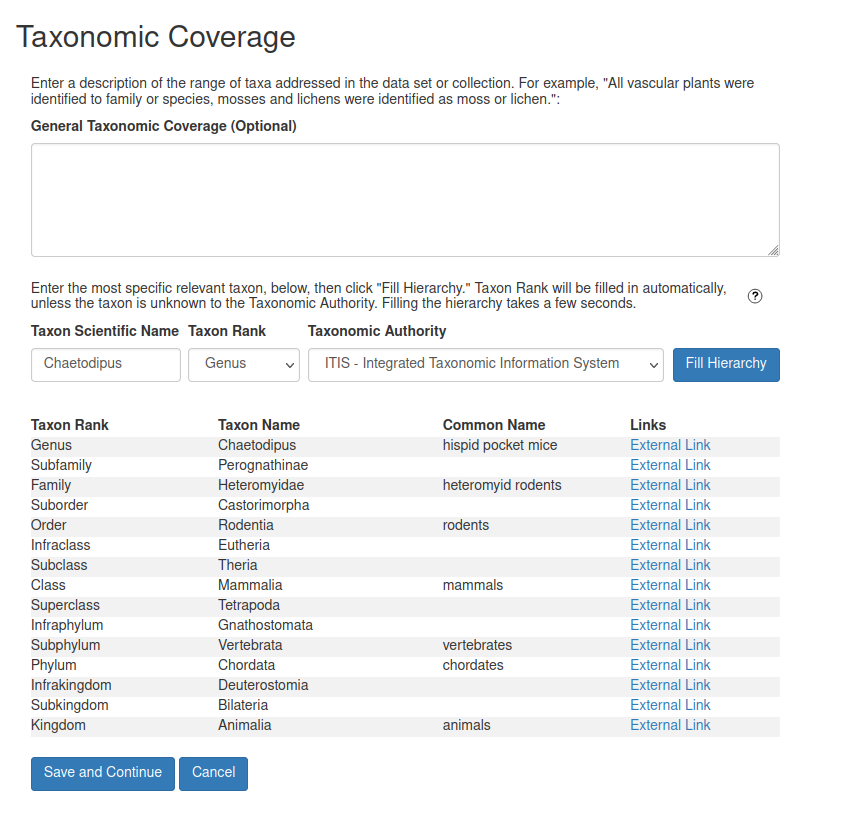 Taxonomic Coverage
Enter a description of the range of taxa addressed in the data set or collection. For example, "All vascular plants were
identified to family or species, mosses and lichens were identified as moss or lichen.":
General Taxonomic Coverage (Optional)
Enter the most specific relevant taxon, below, then click "Fill Hierarchy." Taxon Rank will be filled in automatically,
unless the taxon is unknown to the Taxonomic Authority. Filling the hierarchy takes a few seconds.
?
Taxon Scientific Name Taxon Rank Taxonomic Authority
Chaetodipus Genus ITIS - Integrated Taxonomic Information System Fill Hierarchy
Taxon Rank Taxon Name Common Name Links
Genus Chaetodipus hispid pocket mice External Link
Subfamily Perognathinae External Link
Family Heteromyidae heteromyid rodents External Link
Suborder Castorimorpha External Link
Order Rodentia rodents External Link
Infraclass Eutheria External Link
Subclass Theria External Link
Class Mammalia mammals External Link
Superclass Tetrapoda External Link
Infraphylum Gnathostomata External Link
Subphylum Vertebrata vertebrates External Link
Phylum Chordata chordates External Link
Infrakingdom Deuterostomia External Link
Subkingdom Bilateria External Link
Kingdom Animalia animals External Link
Save and Continue Cancel